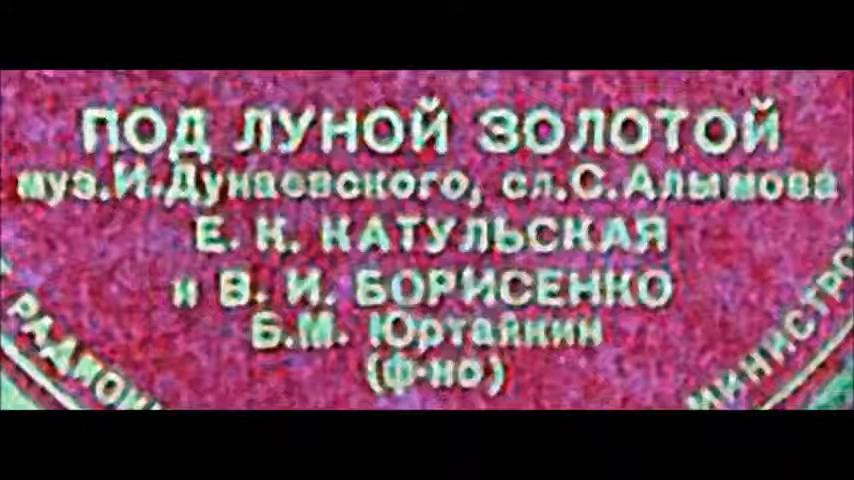 ПОД ЛУНОЙ ЗОЛОТОЙ
муз.И.Дунаевского, сл.С.Алымова
Е. К. КАТУЛЬСКАЯ
и В. И. БОРИСЕНКО
Б.М. Юртайкин
(ф-но)